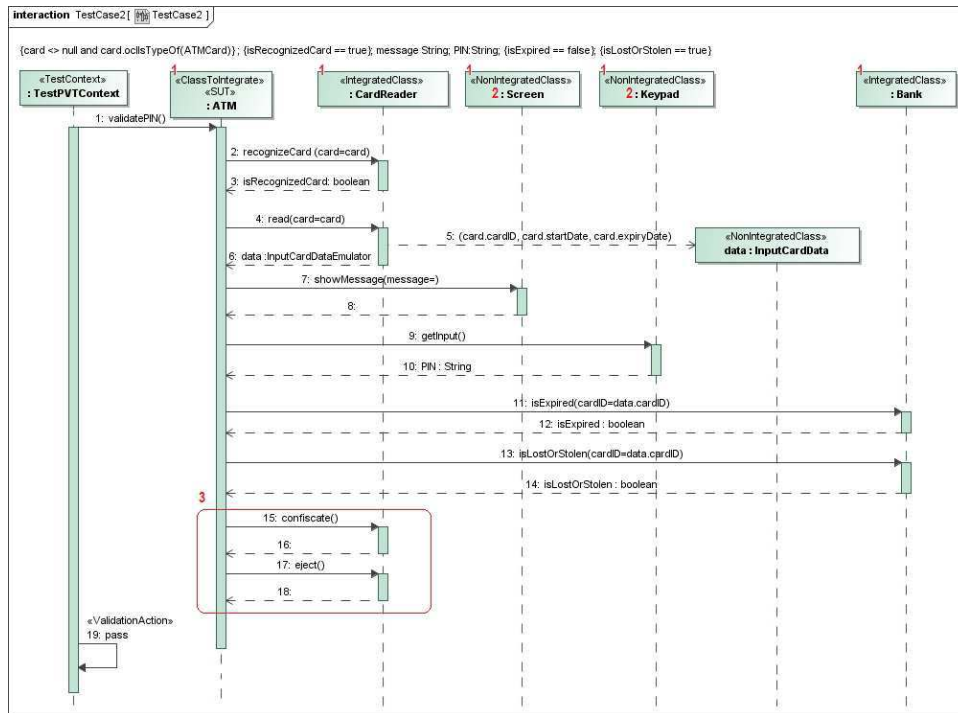 interaction TestCase2[ TestCase2 ]
{card <> null and card.oclIsTypeOf(ATMCard)} ; {isRecognizedCard == true}; message String; PIN:String; {isExpired == false}; {isLostOrStolen == true}
«TestContext»
: TestPVTContext
1
«ClassToIntegrate»
«SUT»
: ATM
1
«IntegratedClass»
: CardReader
1
«NonIntegratedClass»
2: Screen
1
«NonIntegratedClass»
2: Keypad
1
«IntegratedClass»
: Bank
1: validatePIN()
2: recognizeCard (card=card)
3: isRecognizedCard: boolean
4: read(card=card)
5: (card.cardID, card.startDate, card.expiryDate)
«NonIntegratedClass»
data : InputCardData
6: data :InputCardDataEmulator
7: showMessage(message=)
8:
9: getInput()
10: PIN : String
11: isExpired(cardID=data.cardID)
12: isExpired : boolean
13: isLostOrStolen(cardID=data.cardID)
14: isLostOrStolen : boolean
3
15: confiscate()
16:
17: eject()
18:
«ValidationAction»
19: pass